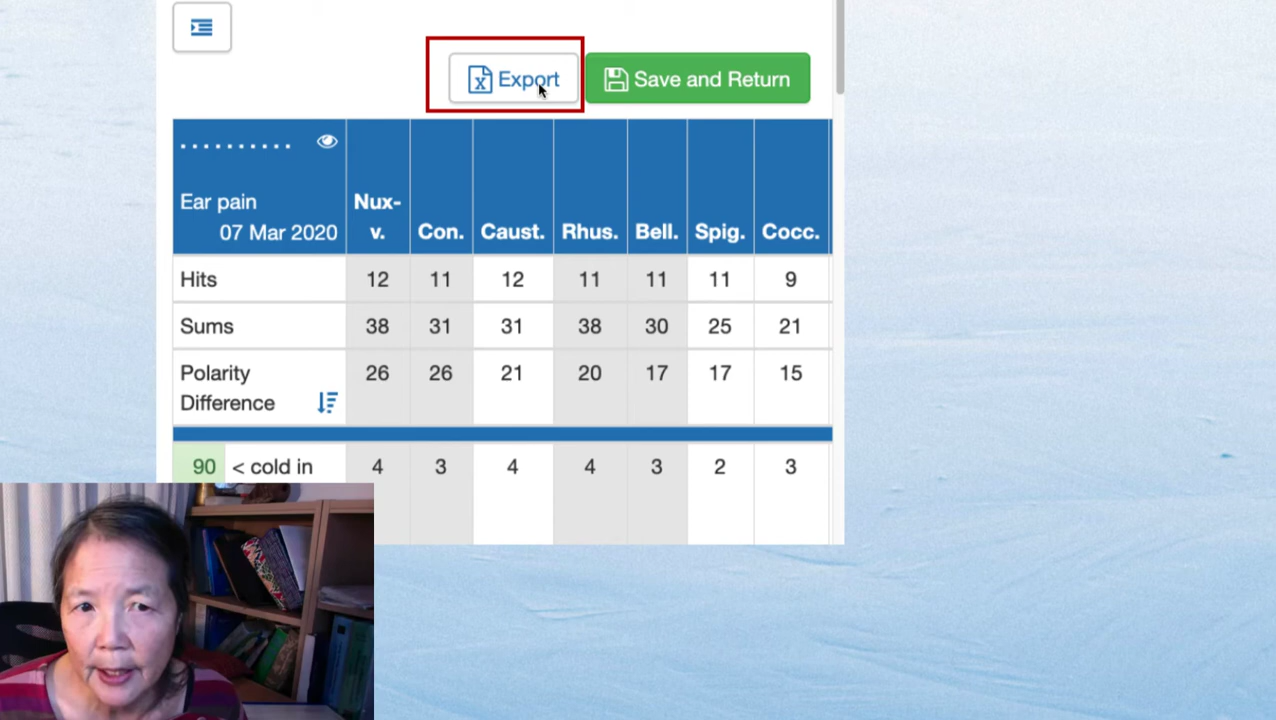 Export Save and Return
Ear pain
07 Mar 2020 Nux-v. Con. Caust. Rhus. Bell. Spig. Cocc.
Hits 12 11 12 11 11 11 9
Sums 38 31 31 38 30 25 21
Polarity Difference 26 26 21 20 17 17 15
90 < cold in 4 3 4 4 3 2 3